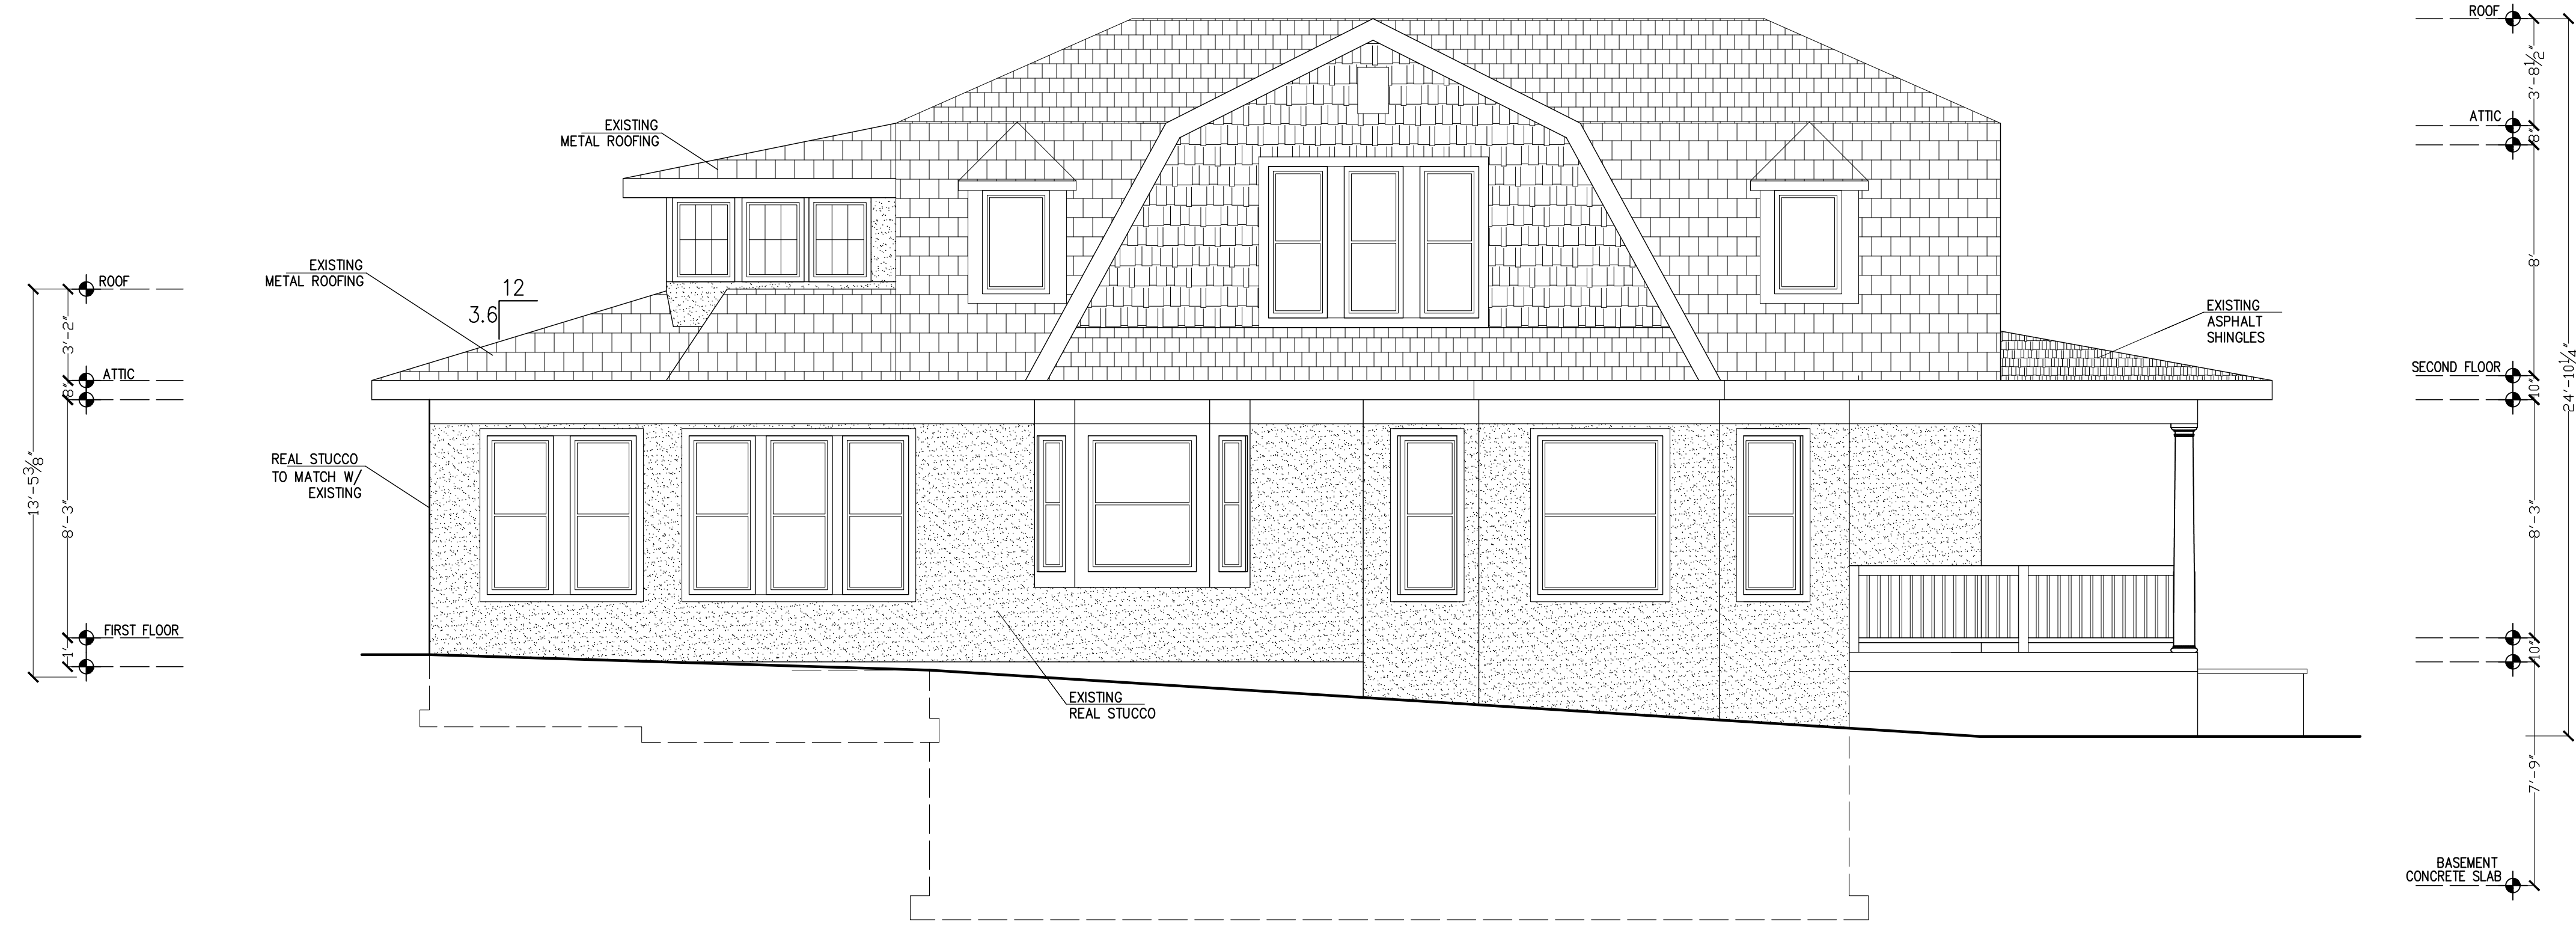 ROOF
3'-8½"
ATTIC
8"
8'
24'-10¼"
EXISTING
METAL ROOFING
EXISTING
METAL ROOFING
12
3.6
ROOF
3'-2"
ATTIC
8"
13'-5⅜"
8'-3"
REAL STUCCO
TO MATCH W/
EXISTING
FIRST FLOOR
1'
EXISTING
REAL STUCCO
EXISTING
ASPHALT
SHINGLES
SECOND FLOOR
10"
8'-3"
10"
7'-9"
BASEMENT
CONCRETE SLAB